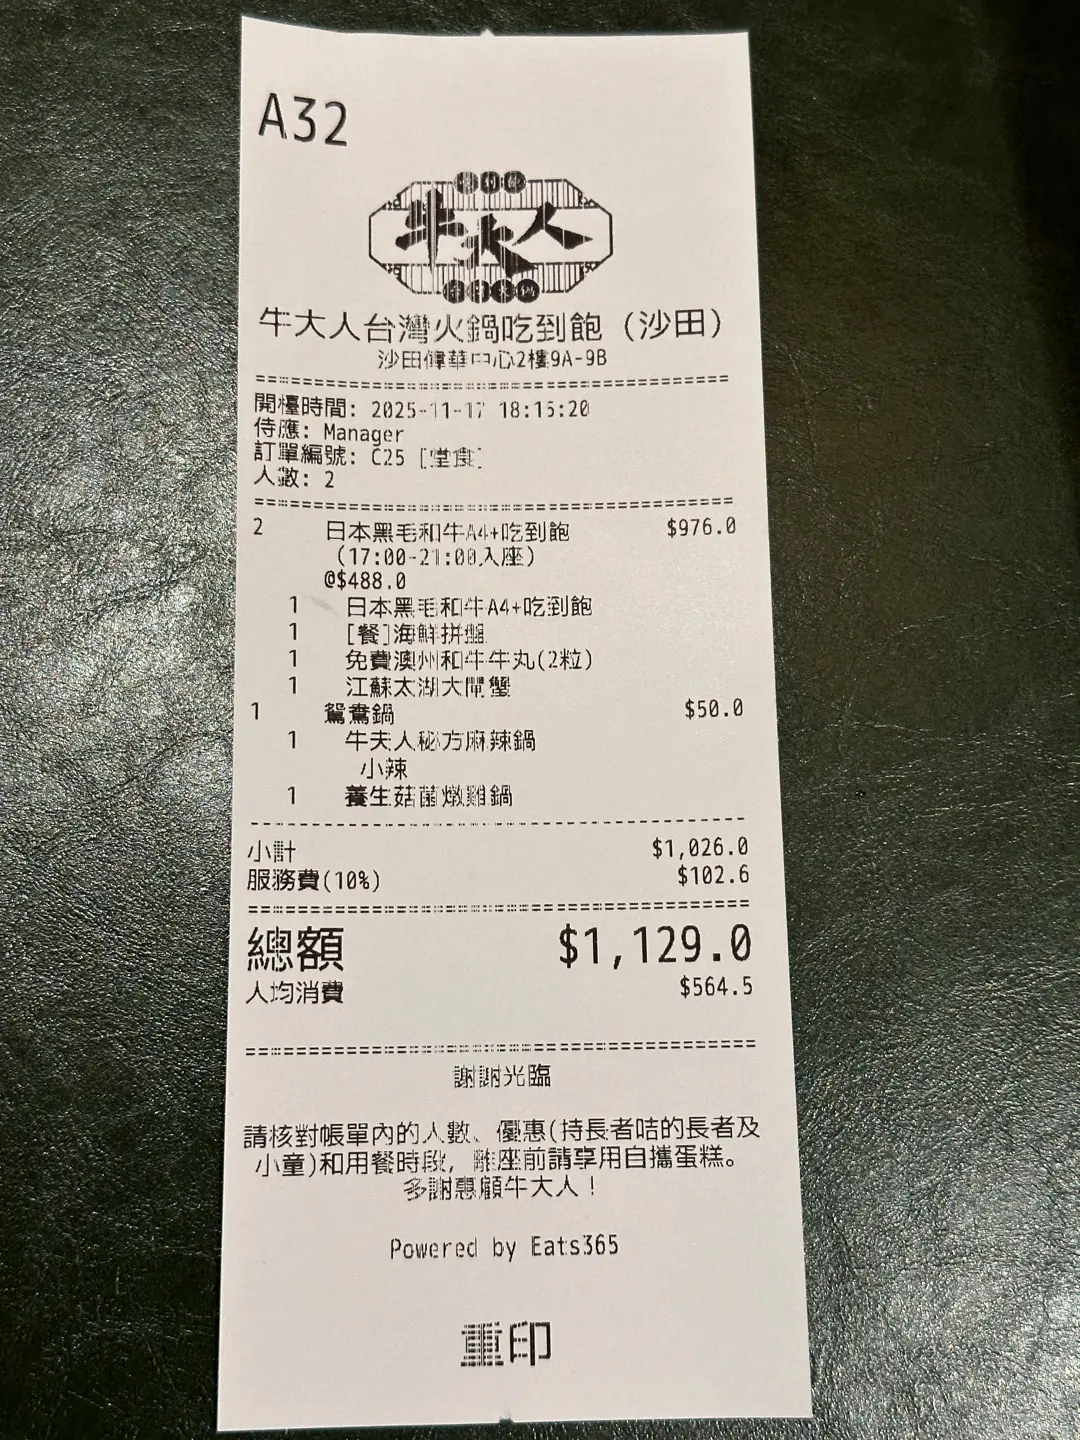 A32
牛大人
牛大人台灣火鍋吃到飽（沙田）
沙田偉華中心2樓9A-9B
開檯時間: 2025-11-17 18:15:20
侍應: Manager
訂單編號: C25 [堂食]
人數: 2
2 日本黑毛和牛A4+吃到飽 $976.0
（17:00-21:00入座）
@$488.0
1 日本黑毛和牛A4+吃到飽
1 [餐]海鮮拼盤
1 免費澳州和牛牛丸(2粒)
1 江蘇太湖大閘蟹
1 鴛鴦鍋 $50.0
1 牛夫人秘方麻辣鍋
小辣
1 養生菇菌燉雞鍋
小計 $1,026.0
服務費(10%) $102.6
總額 $1,129.0
人均消費 $564.5
謝謝光臨
請核對帳單內的人數、優惠(持長者咭的長者及
小童)和用餐時段，離座前請享用自攜蛋糕。
多謝惠顧牛大人！
Powered by Eats365
重印